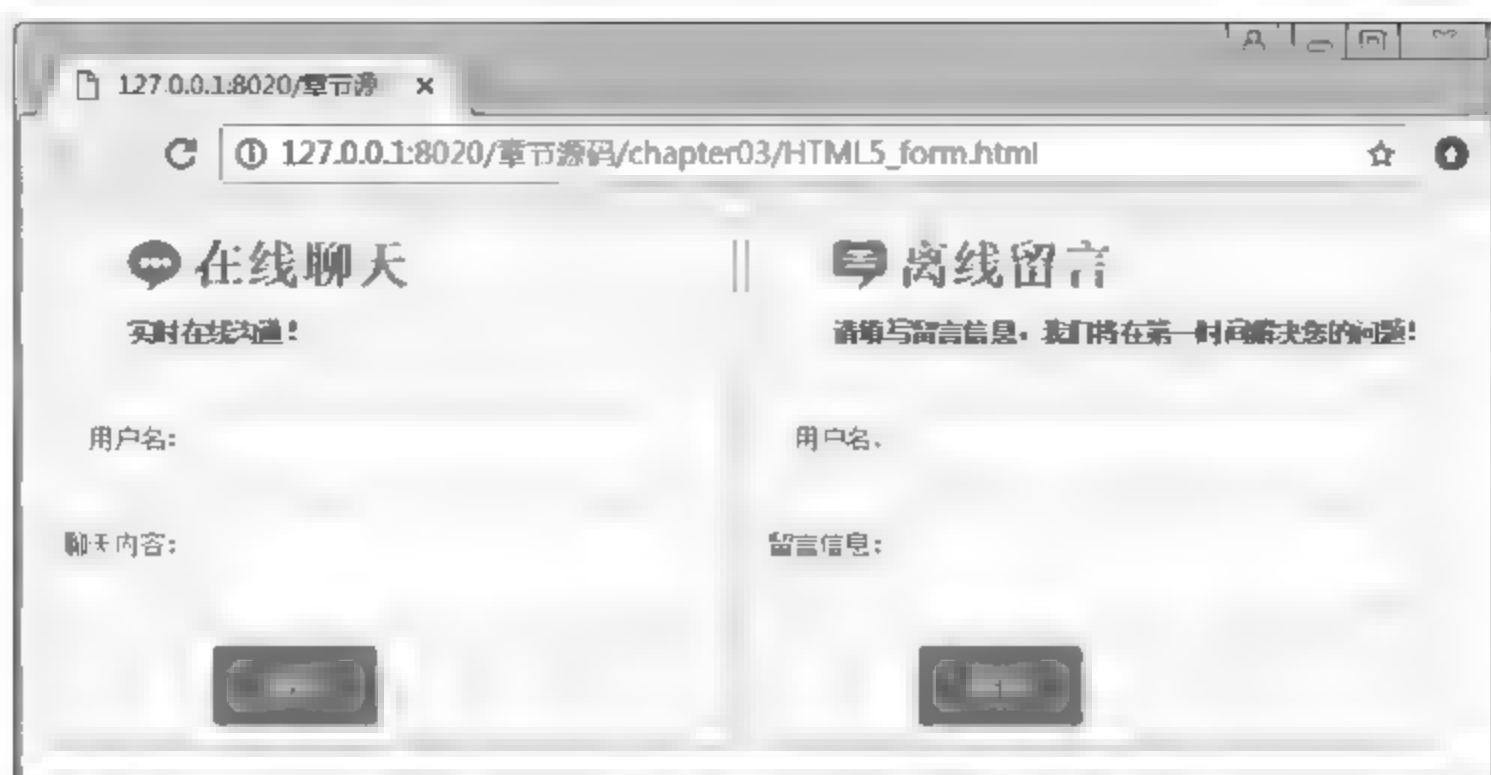 127.0.0.1:8020/章节源
127.0.0.1:8020/章节源码/chapter03/HTML5_form.html
在线聊天
实时在线沟通！
用户名：
聊天内容：
离线留言
请填写留言信息，我们将在第一时间解决您的问题！
用户名：
留言信息：